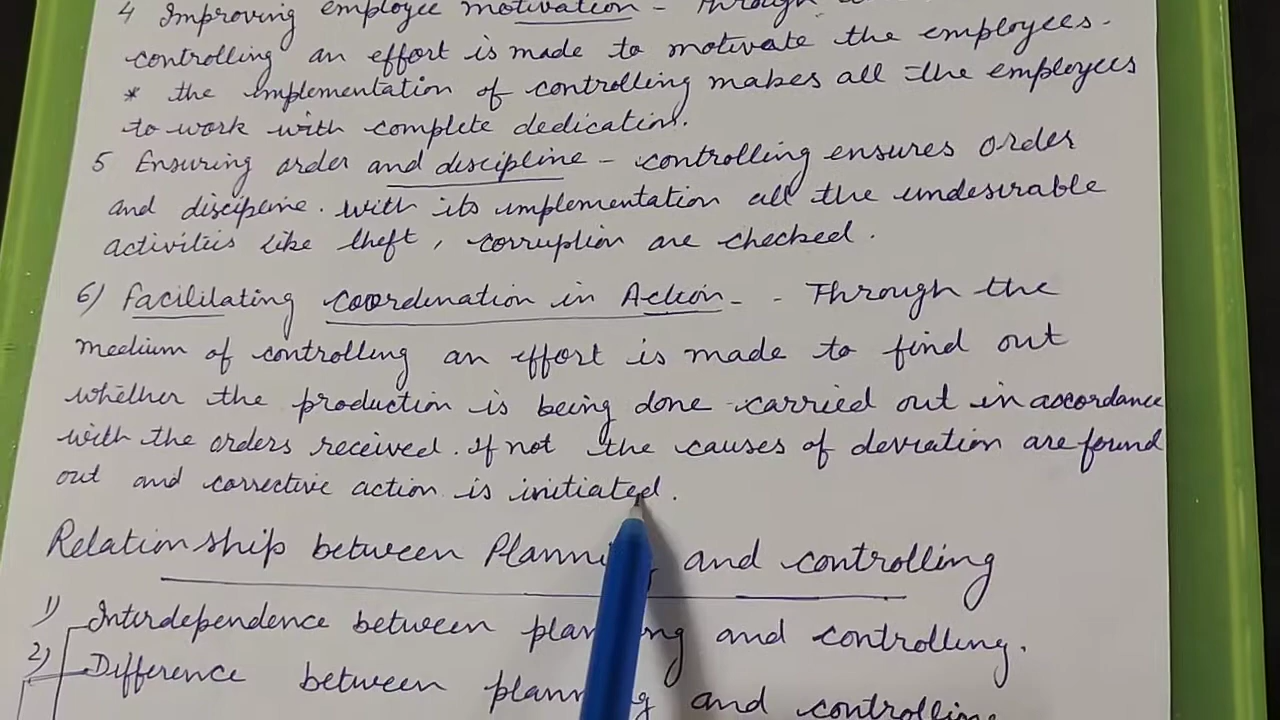 4 Improving employee motivation - Through
controlling an effort is made to motivate the employees.
* the implementation of controlling makes all the employees
to work with complete dedication.
5 Ensuring order and discipline - controlling ensures order
and discipline. with its implementation all the undesirable
activities like theft, corruption are checked.
6) Facilitating coordination in Action - . Through the
medium of controlling an effort is made to find out
whether the production is being done carried out in accordance
with the orders received. If not the causes of deviation are found
out and corrective action is initiated.
Relationship between Planning and controlling
1) Interdependence between planning and controlling.
2) Difference between planning and controlling